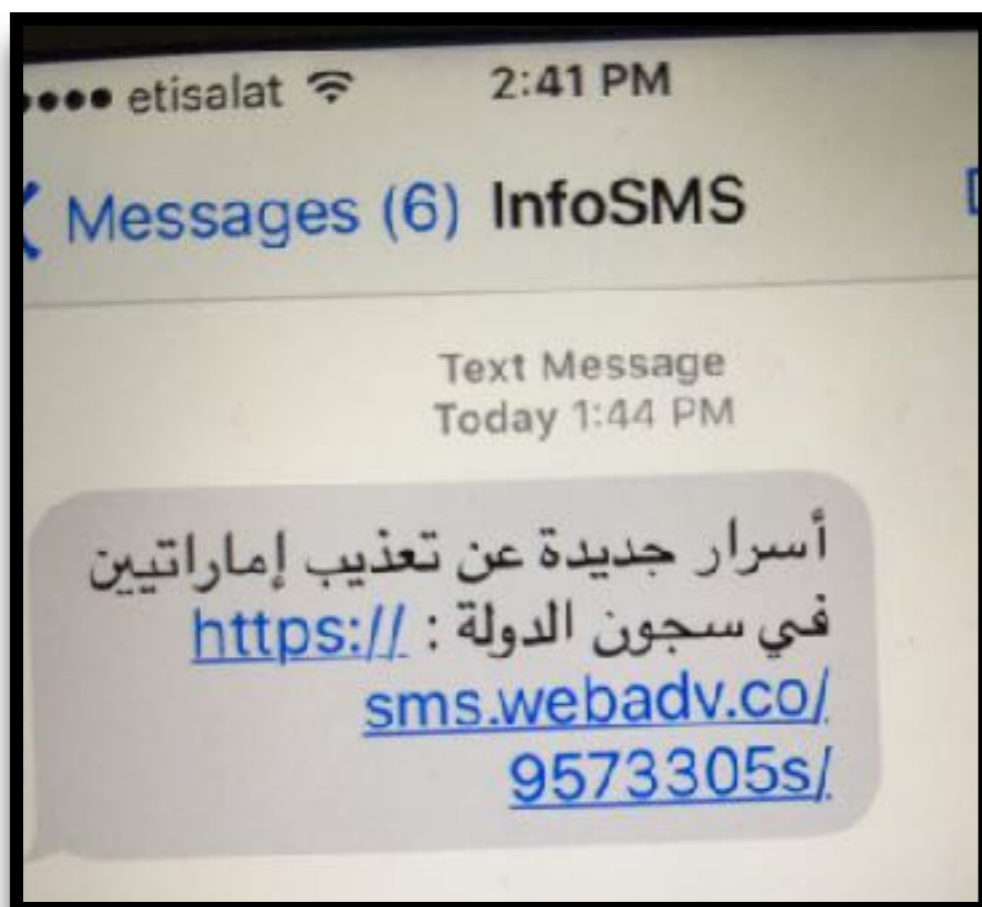 etisalat 2:41 PM
Messages (6) InfoSMS
Text Message
Today 1:44 PM
أسرار جديدة عن تعذيب إماراتيين
في سجون الدولة : https://
sms.webadv.co/
9573305s/